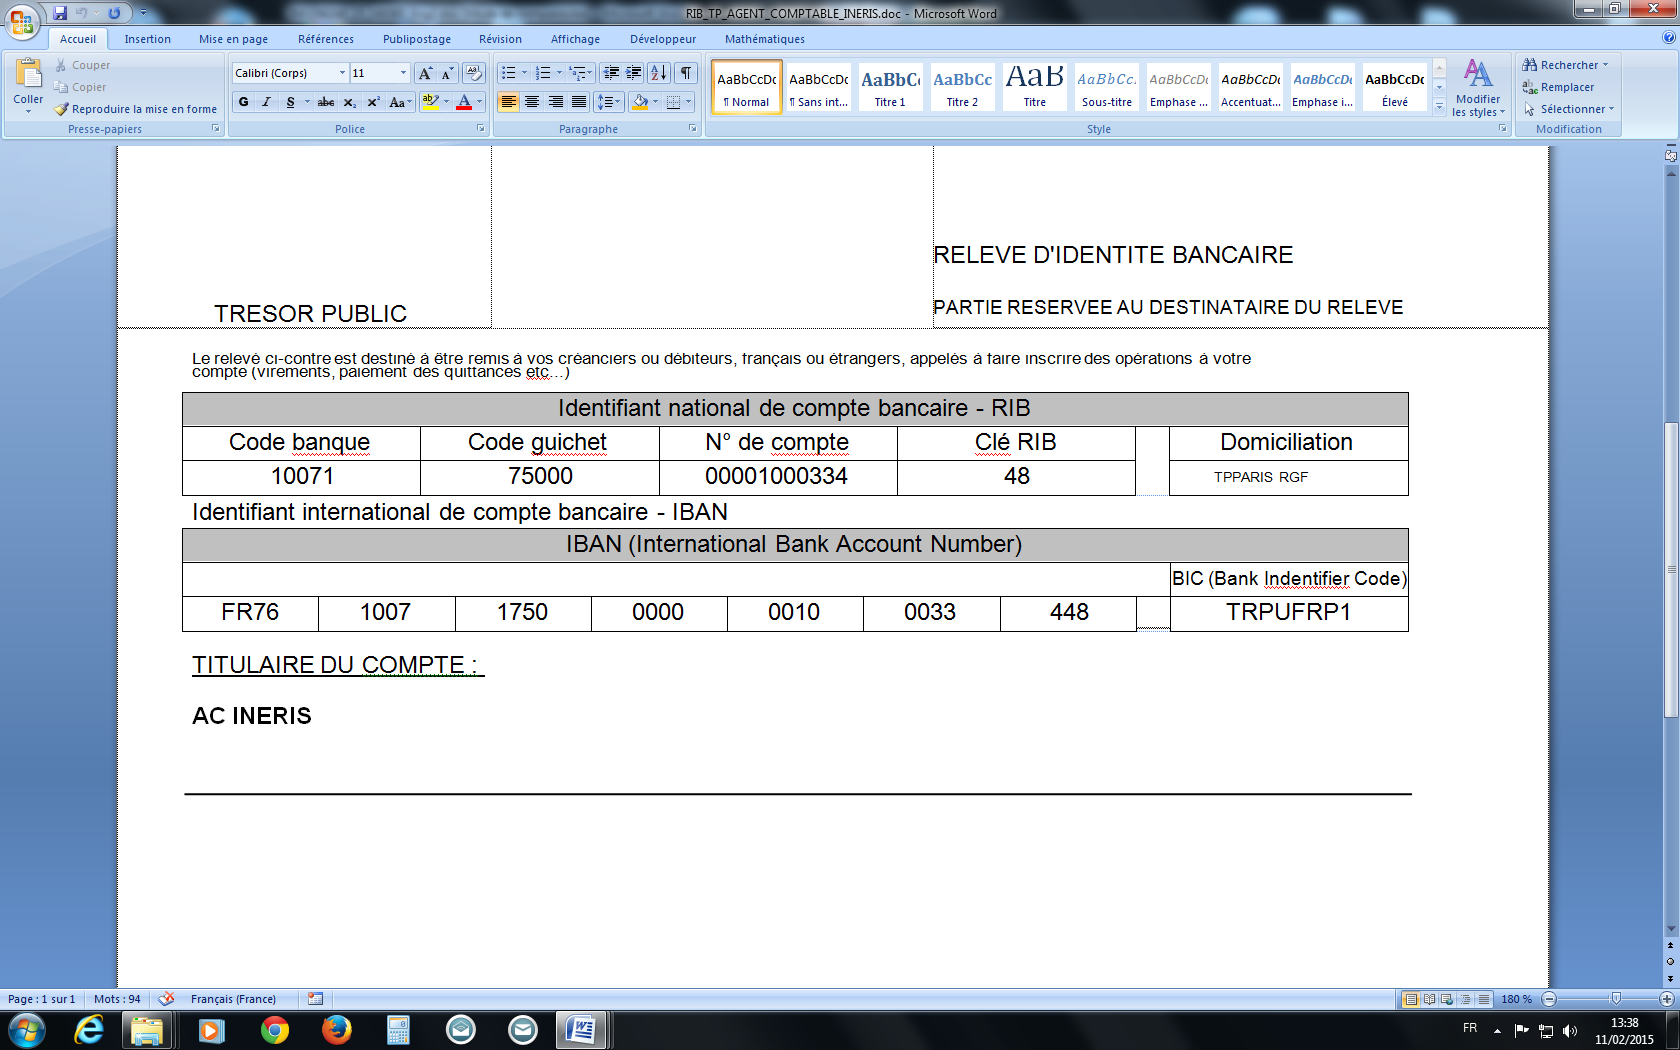 RIB_TP_AGENT_COMPTABLE_INERIS.doc - Microsoft Word
Accueil Insertion Mise en page Références Publipostage Révision Affichage Développeur Mathématiques
Coller
Couper
Copier
Reproduire la mise en forme
Presse-papiers
Calibri (Corps) 11
G I S abc X₂ X² Aa
Police
Paragraphe
AaBbCcDc AaBbCcDc AaBbC AaBbCc AaB AaBbCc. AaBbCcDc AaBbCcDc AaBbCcDc AaBbCcDc
¶ Normal ¶ Sans int... Titre 1 Titre 2 Titre Sous-titre Emphase ... Accentuat... Emphase i... Élevé
Modifier les styles
Style
Rechercher
Remplacer
Sélectionner
Modification
RELEVE D'IDENTITE BANCAIRE
TRESOR PUBLIC
PARTIE RESERVEE AU DESTINATAIRE DU RELEVE
Le relevé ci-contre est destiné à être remis à vos créanciers ou débiteurs, français ou étrangers, appelés à faire inscrire des opérations à votre
compte (virements, paiement des quittances etc...)
Identifiant national de compte bancaire - RIB
Code banque Code guichet N° de compte Clé RIB Domiciliation
10071 75000 00001000334 48 TPPARIS RGF
Identifiant international de compte bancaire - IBAN
IBAN (International Bank Account Number)
BIC (Bank Indentifier Code)
FR76 1007 1750 0000 0010 0033 448 TRPUFRP1
TITULAIRE DU COMPTE :
AC INERIS
Page : 1 sur 1 Mots : 94 Français (France) 180 %
FR 13:38
11/02/2015